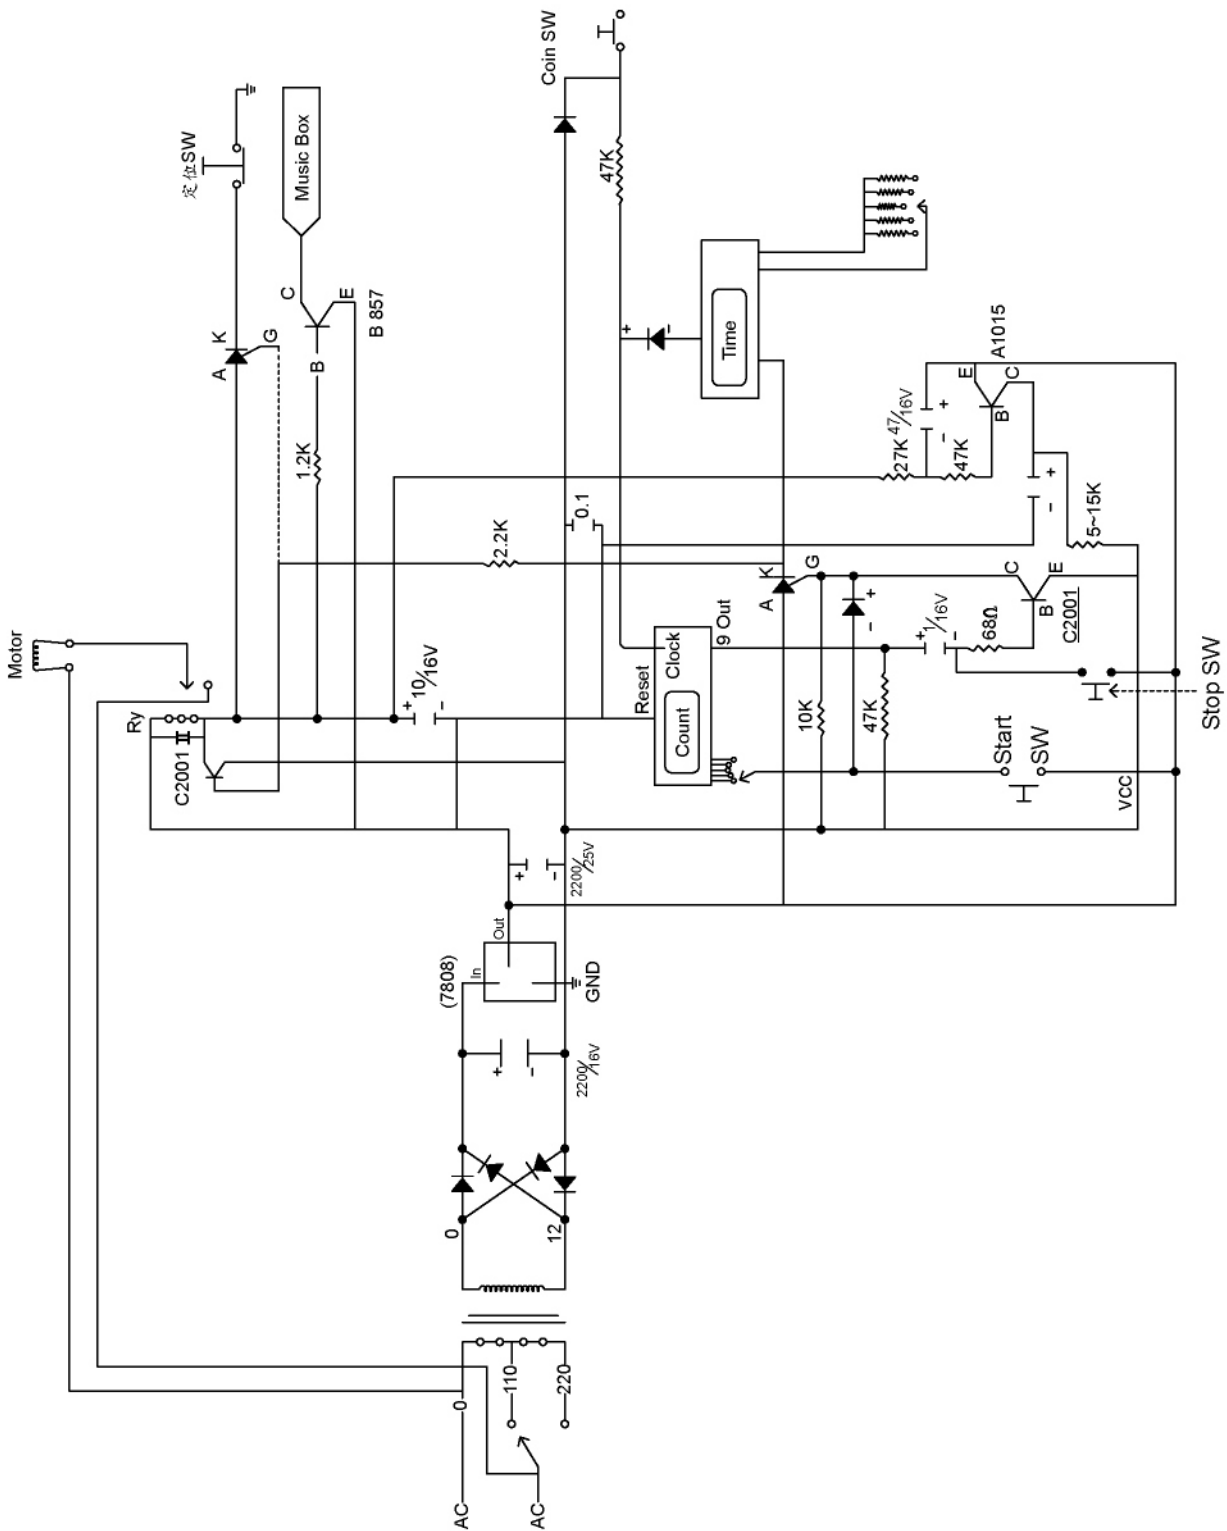 Motor
Ry
C2001
A
K
G
定位SW
Music Box
C
B
E
B 857
1.2K
+
10/16V
-
2.2K
0.1
Coin SW
47K
+
-
Time
Reset
Clock
Count
9 Out
A
K
G
10K
47K
+
-
+
1/16V
-
68Ω
C
B
E
C2001
27K
47/16V
+
-
47K
E
B
C
A1015
+
-
5~15K
Start
SW
VCC
Stop SW
+
-
2200/25V
Out
(7808)
In
GND
+
-
2200/16V
0
12
0
110
220
AC
AC